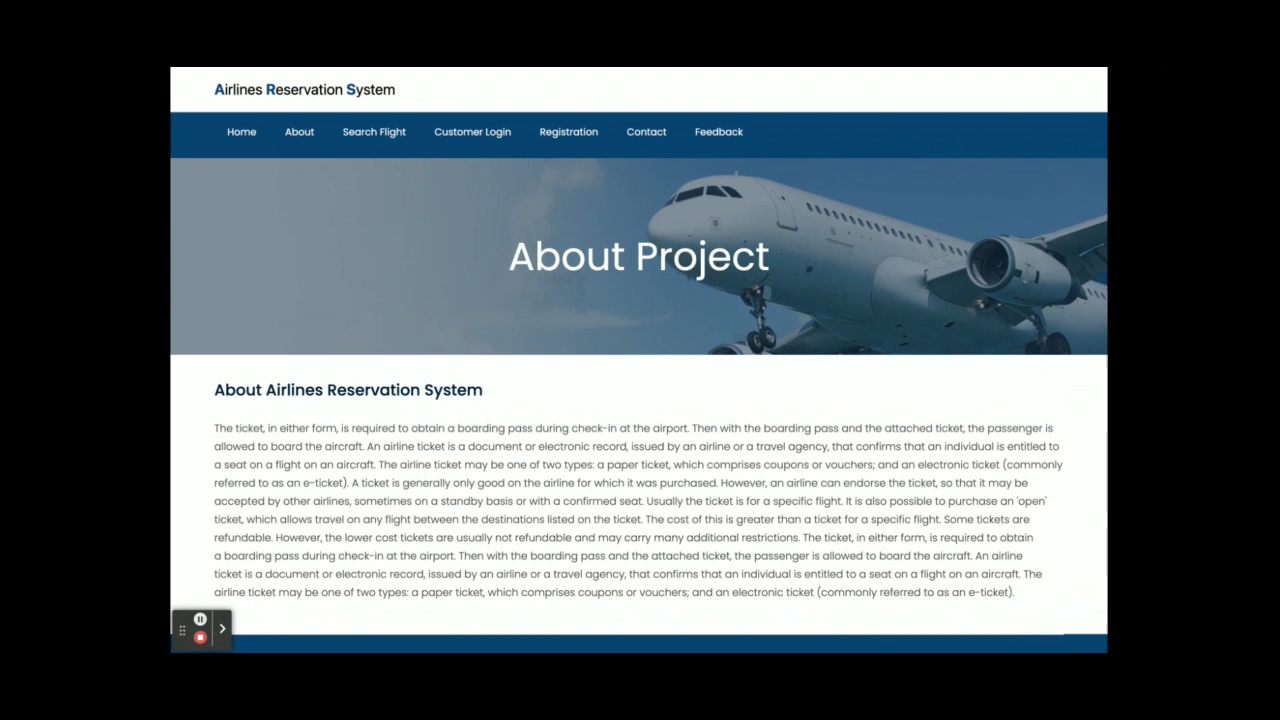 Airlines Reservation System
Home About Search Flight Customer Login Registration Contact Feedback
About Project
About Airlines Reservation System
The ticket, in either form, is required to obtain a boarding pass during check-in at the airport. Then with the boarding pass and the attached ticket, the passenger is
allowed to board the aircraft. An airline ticket is a document or electronic record, issued by an airline or a travel agency, that confirms that an individual is entitled to
a seat on a flight on an aircraft. The airline ticket may be one of two types: a paper ticket, which comprises coupons or vouchers; and an electronic ticket (commonly
referred to as an e-ticket). A ticket is generally only good on the airline for which it was purchased. However, an airline can endorse the ticket, so that it may be
accepted by other airlines, sometimes on a standby basis or with a confirmed seat. Usually the ticket is for a specific flight. It is also possible to purchase an 'open'
ticket, which allows travel on any flight between the destinations listed on the ticket. The cost of this is greater than a ticket for a specific flight. Some tickets are
refundable. However, the lower cost tickets are usually not refundable and may carry many additional restrictions. The ticket, in either form, is required to obtain
a boarding pass during check-in at the airport. Then with the boarding pass and the attached ticket, the passenger is allowed to board the aircraft. An airline
ticket is a document or electronic record, issued by an airline or a travel agency, that confirms that an individual is entitled to a seat on a flight on an aircraft. The
airline ticket may be one of two types: a paper ticket, which comprises coupons or vouchers; and an electronic ticket (commonly referred to as an e-ticket).